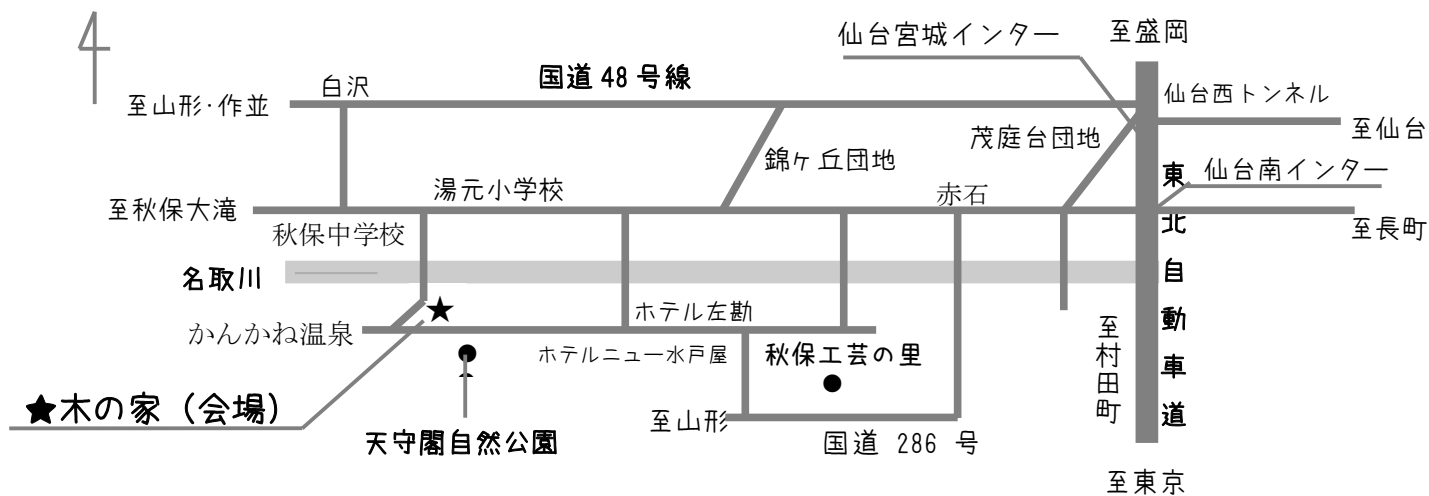 仙台宮城インター
至盛岡
国道 48 号線
白沢
至山形・作並
仙台西トンネル
至仙台
茂庭台団地
錦ヶ丘団地
仙台南インター
湯元小学校
赤石
至秋保大滝
至長町
秋保中学校
名取川
東北自動車道
ホテル左勘
かんかね温泉
ホテルニュー水戸屋
秋保工芸の里
至村田町
★木の家（会場）
至山形
天守閣自然公園
国道 286 号
至東京